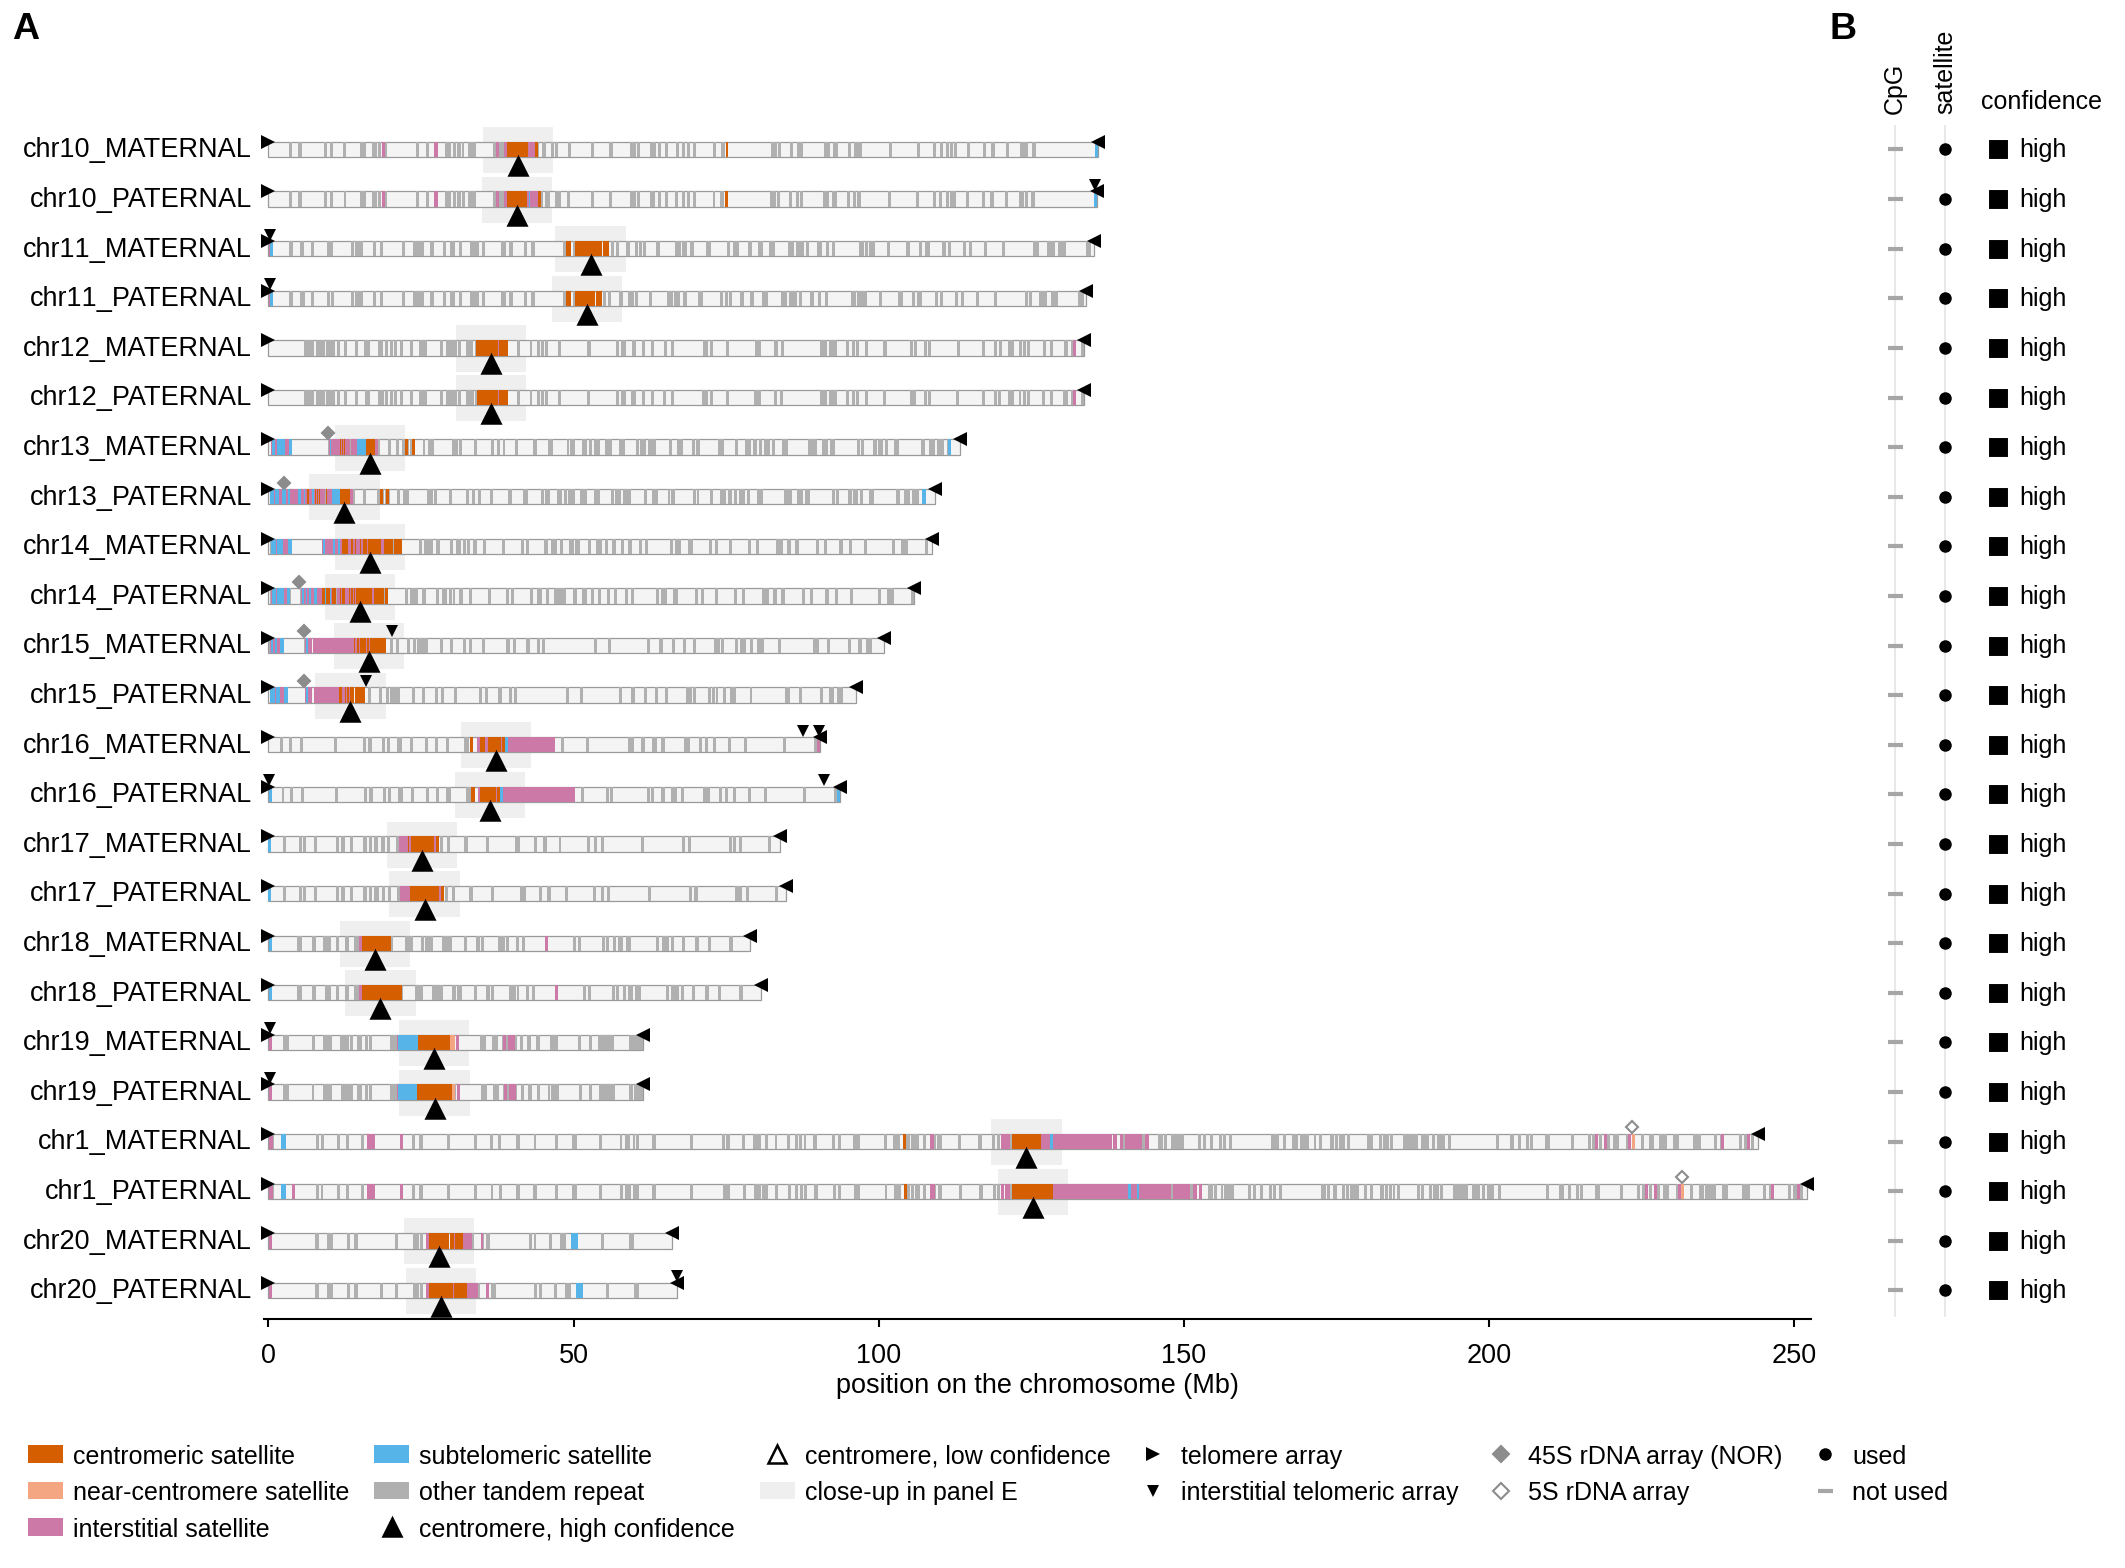 A
B
CpG
satellite
confidence
chr10_MATERNAL high
chr10_PATERNAL high
chr11_MATERNAL high
chr11_PATERNAL high
chr12_MATERNAL high
chr12_PATERNAL high
chr13_MATERNAL high
chr13_PATERNAL high
chr14_MATERNAL high
chr14_PATERNAL high
chr15_MATERNAL high
chr15_PATERNAL high
chr16_MATERNAL high
chr16_PATERNAL high
chr17_MATERNAL high
chr17_PATERNAL high
chr18_MATERNAL high
chr18_PATERNAL high
chr19_MATERNAL high
chr19_PATERNAL high
chr1_MATERNAL high
chr1_PATERNAL high
chr20_MATERNAL high
chr20_PATERNAL high
0 50 100 150 200 250
position on the chromosome (Mb)
centromeric satellite subtelomeric satellite centromere, low confidence telomere array 45S rDNA array (NOR) used
near-centromere satellite other tandem repeat close-up in panel E interstitial telomeric array 5S rDNA array not used
interstitial satellite centromere, high confidence